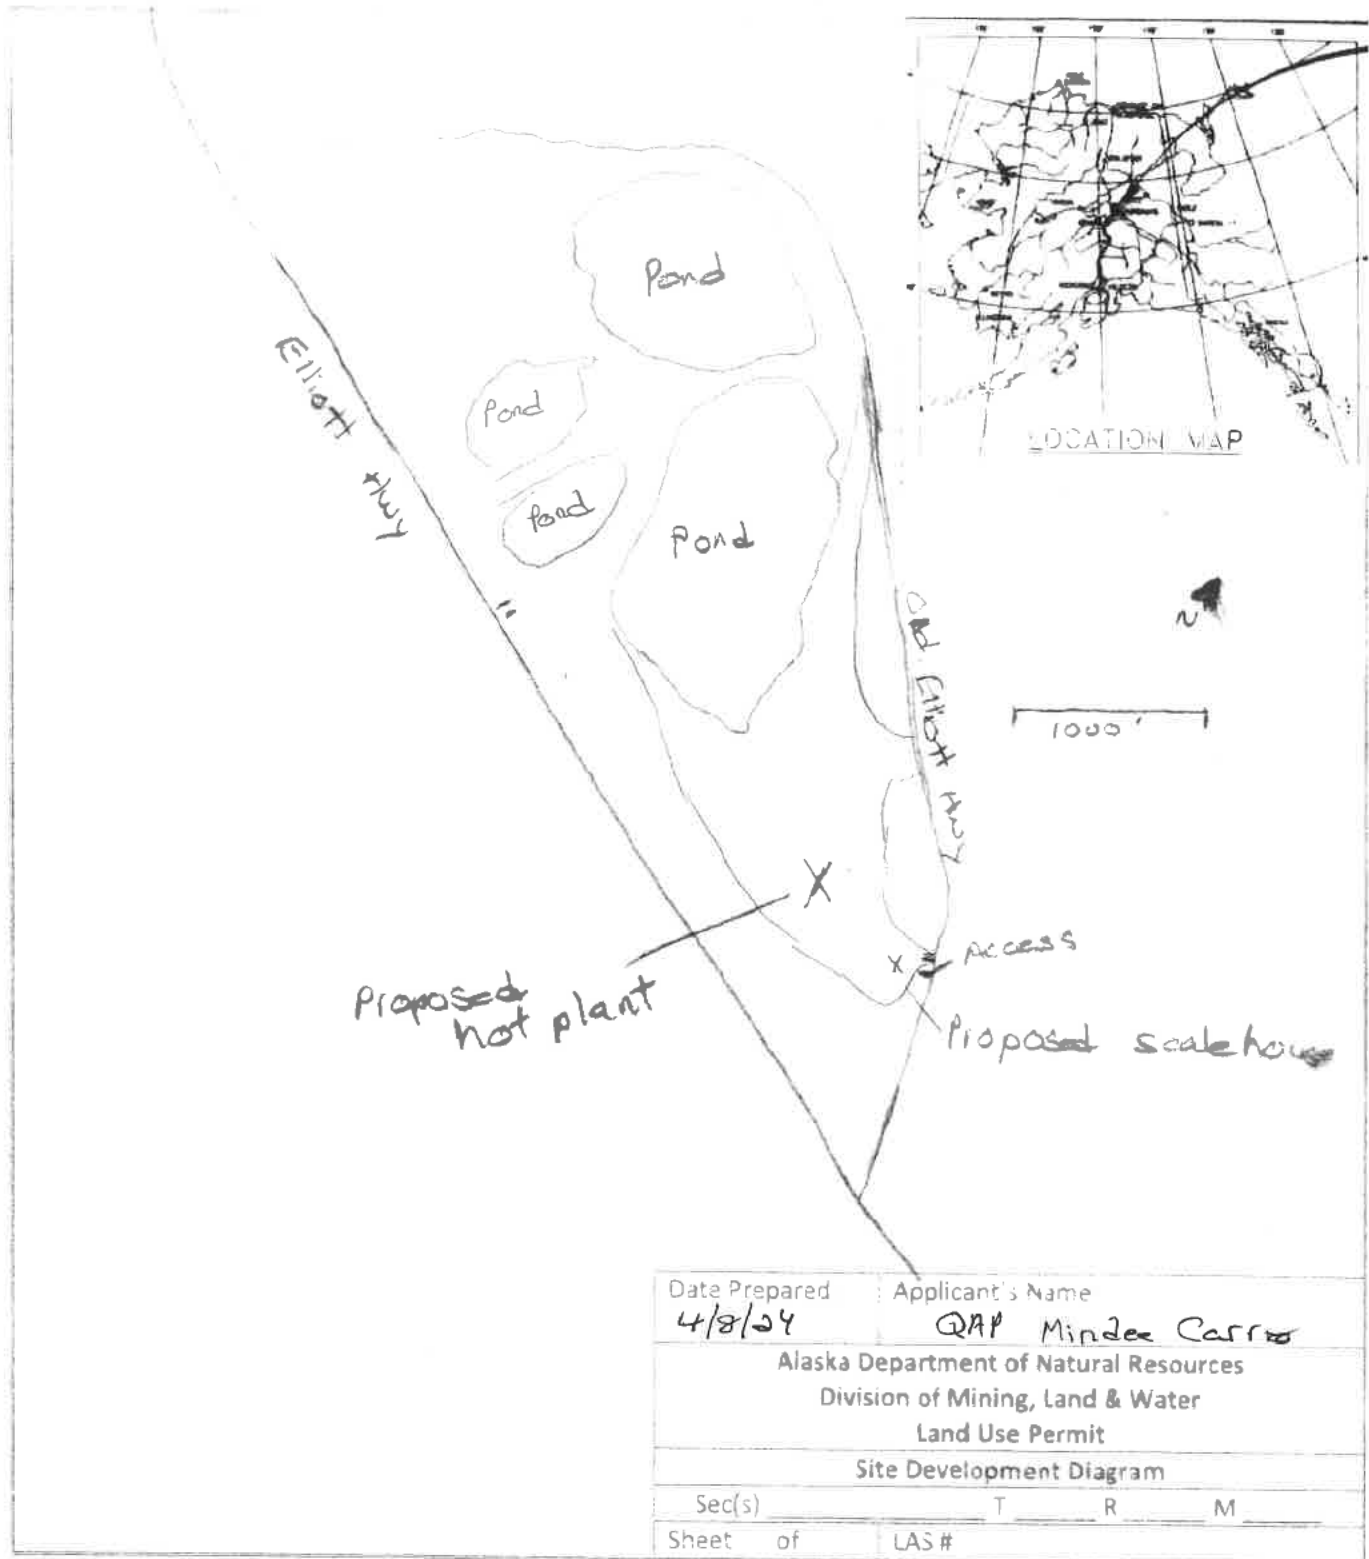 LOCATION MAP
Pond
Pond
Pond
Pond
Elliott Hwy
Old Elliott Hwy
N
1000'
X
X
Access
Proposed
hot plant
Proposed scalehouse
Date Prepared
4/8/24
Applicant's Name
QAP Mindee
Alaska Department of Natural Resources
Division of Mining, Land & Water
Land Use Permit
Site Development Diagram
Sec(s) T R M
Sheet of
LAS #